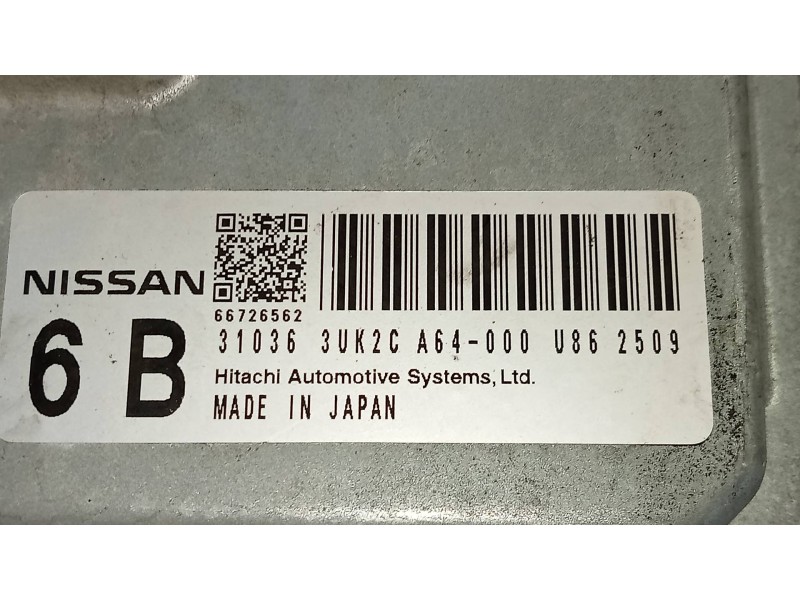 NISSAN
66726562
6 B
31036 3UK2C A64-000 U86 2509
Hitachi Automotive Systems, Ltd.
MADE IN JAPAN